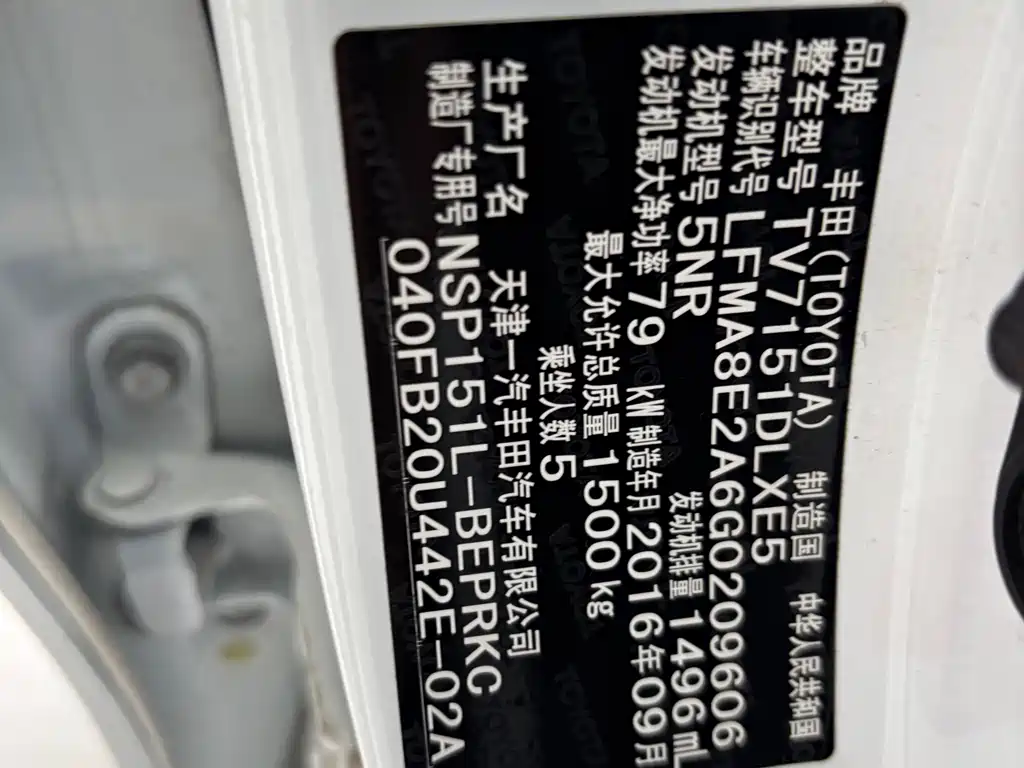 品牌 丰田(TOYOTA) 制造国 中华人民共和国
整车型号 TV7151DLXE5
车辆识别代号 LFMA8E2A6G0209606
发动机型号 5NR 发动机排量 1496mL
发动机最大净功率 79 kW 制造年月 2016年09月
最大允许总质量 1500kg
乘坐人数 5
生产厂名 天津一汽丰田汽车有限公司
制造厂专用号 NSP151L-BEPRKC
040FB20U442E-02A